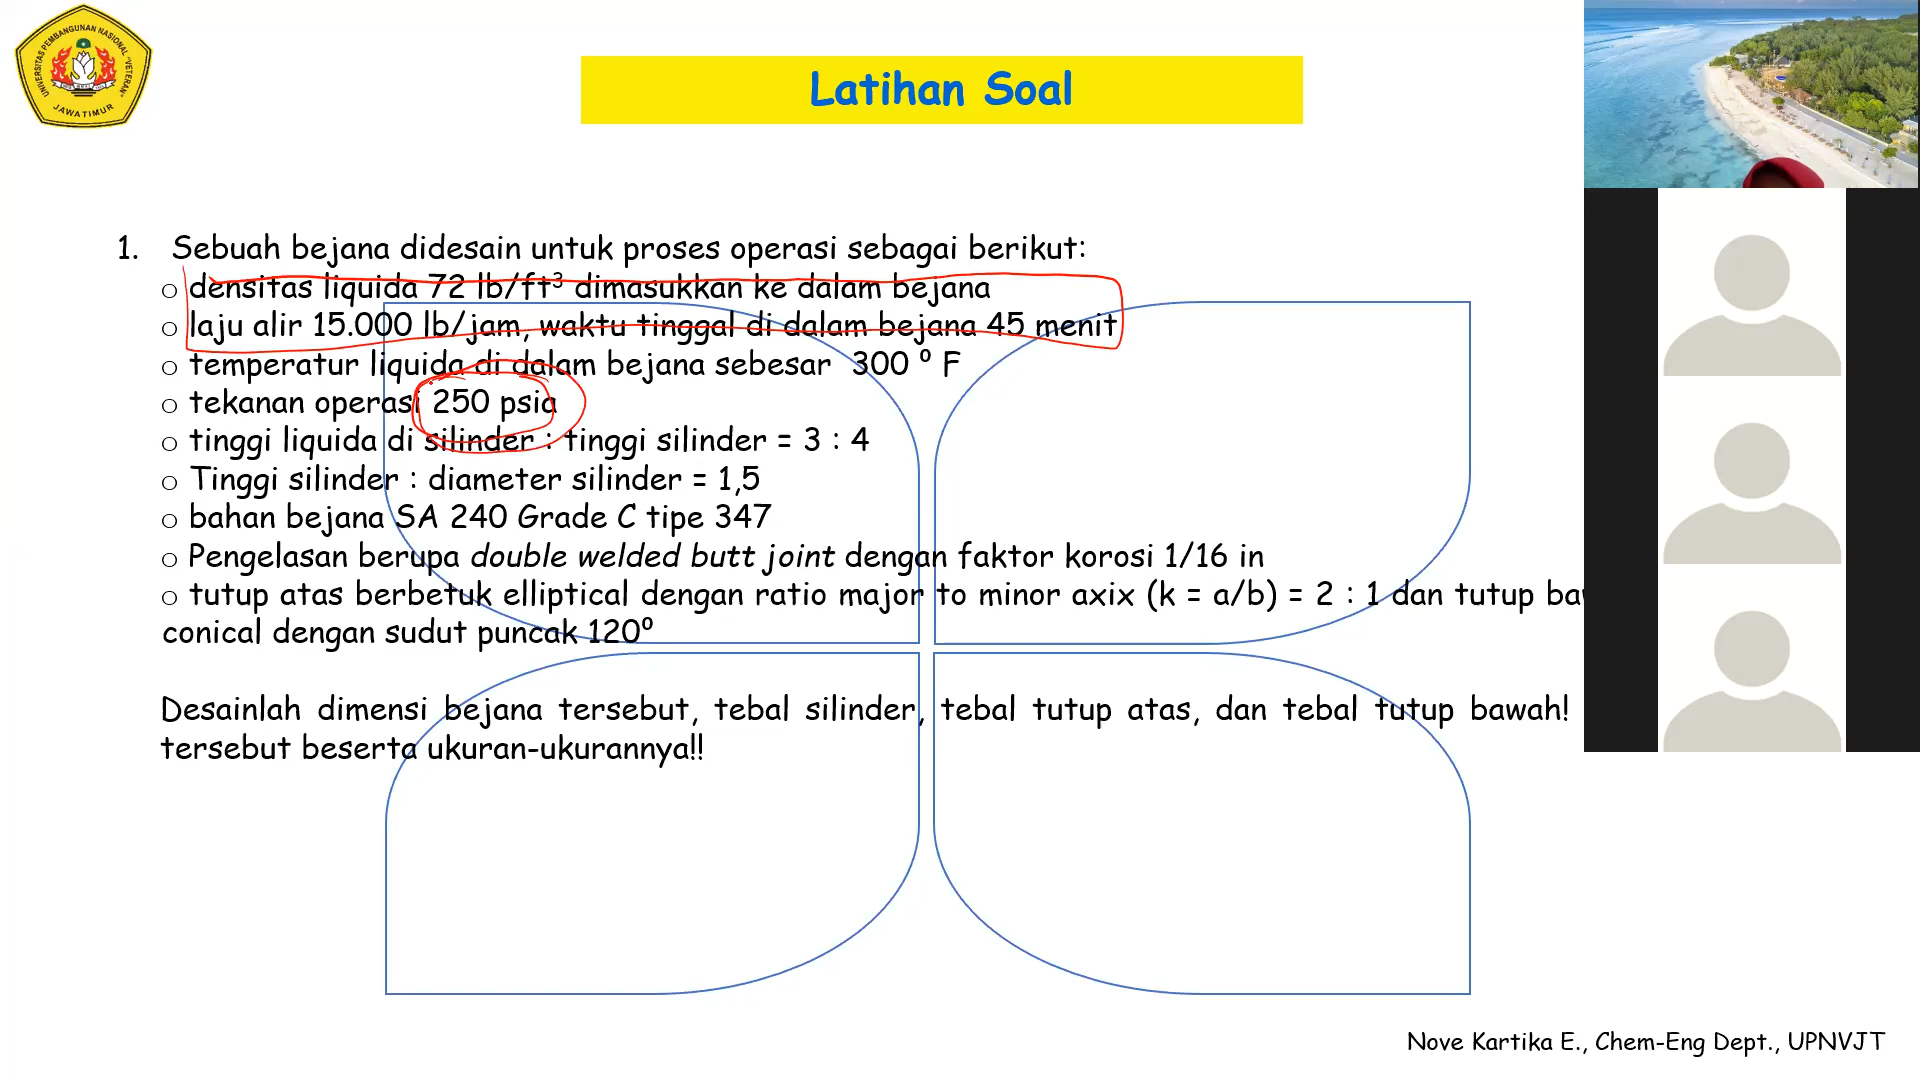 UNIVERSITAS PEMBANGUNAN NASIONAL "VETERAN"
JAWA TIMUR
Latihan Soal
1. Sebuah bejana didesain untuk proses operasi sebagai berikut:
o densitas liquida 72 lb/ft³ dimasukkan ke dalam bejana
o laju alir 15.000 lb/jam, waktu tinggal di dalam bejana 45 menit
o temperatur liquida di dalam bejana sebesar 300 ⁰ F
o tekanan operasi 250 psia
o tinggi liquida di silinder : tinggi silinder = 3 : 4
o Tinggi silinder : diameter silinder = 1,5
o bahan bejana SA 240 Grade C tipe 347
o Pengelasan berupa double welded butt joint dengan faktor korosi 1/16 in
o tutup atas berbetuk elliptical dengan ratio major to minor axix (k = a/b) = 2 : 1 dan tutup
conical dengan sudut puncak 120⁰
Desainlah dimensi bejana tersebut, tebal silinder, tebal tutup atas, dan tebal tutup bawah!
tersebut beserta ukuran-ukurannya!!
Nove Kartika E., Chem-Eng Dept., UPNVJT